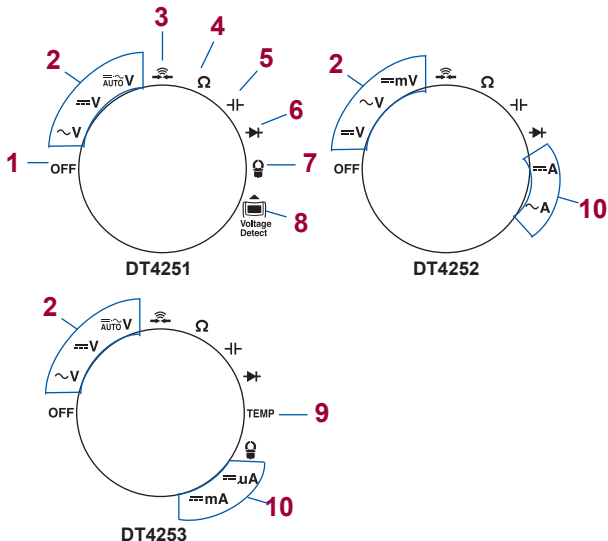 3
4
2
5
⎓~
AUTO V
Ω
⎓V
6
~V
1
OFF
7
8
Voltage
Detect
DT4251
2
⎓mV
Ω
~V
⎓V
OFF
⎓A
~A
10
DT4252
2
⎓~
AUTO V
Ω
⎓V
~V
OFF
TEMP
9
⎓µA
⎓mA
10
DT4253